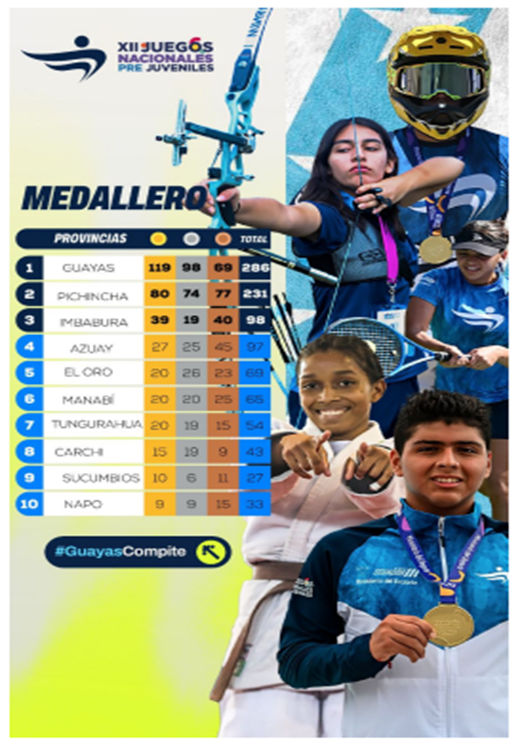 XII JUEGOS
NACIONALES
PRE JUVENILES
MEDALLERO
PROVINCIAS TOTAL
1 GUAYAS 119 98 69 286
2 PICHINCHA 80 74 77 231
3 IMBABURA 39 19 40 98
4 AZUAY 27 25 45 97
5 EL ORO 20 26 23 69
6 MANABÍ 20 20 25 65
7 TUNGURAHUA 20 19 15 54
8 CARCHI 15 19 9 43
9 SUCUMBIOS 10 6 11 27
10 NAPO 9 9 15 33
#GuayasCompite